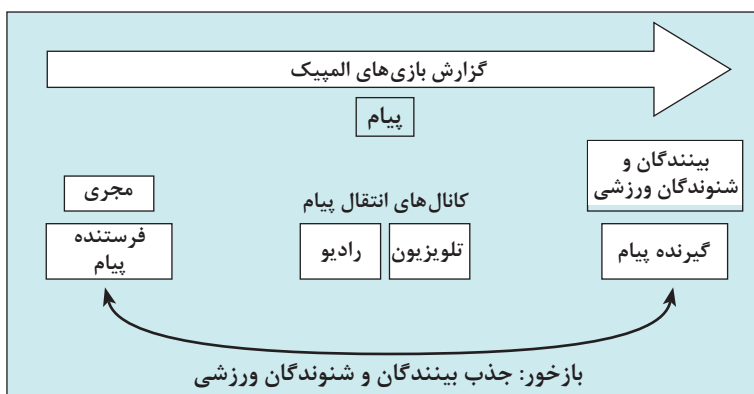 گزارش بازی‌های المپیک
پیام
بینندگان و
شنوندگان ورزشی
گیرنده پیام
کانال‌های انتقال پیام
تلویزیون
رادیو
مجری
فرستنده
پیام
بازخور: جذب بینندگان و شنوندگان ورزشی